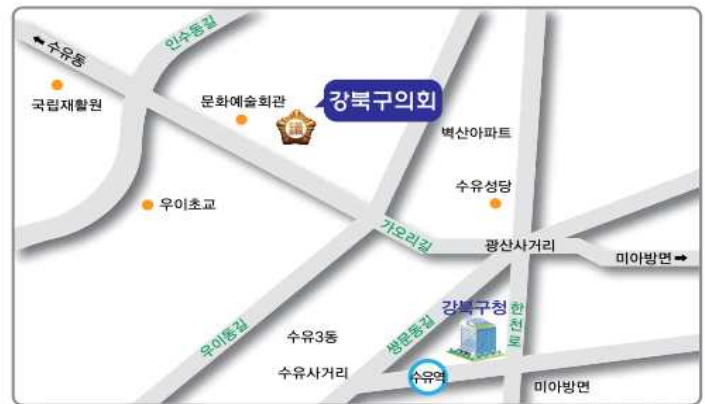 인수동길
← 수유동
국립재활원
문화예술회관
강북구의회
議
벽산아파트
우이초교
수유성당
가오리길
광산사거리
미아방면 →
강북구청
한천로
우이동길
수유3동
쌍문동길
수유사거리
수유역
미아방면